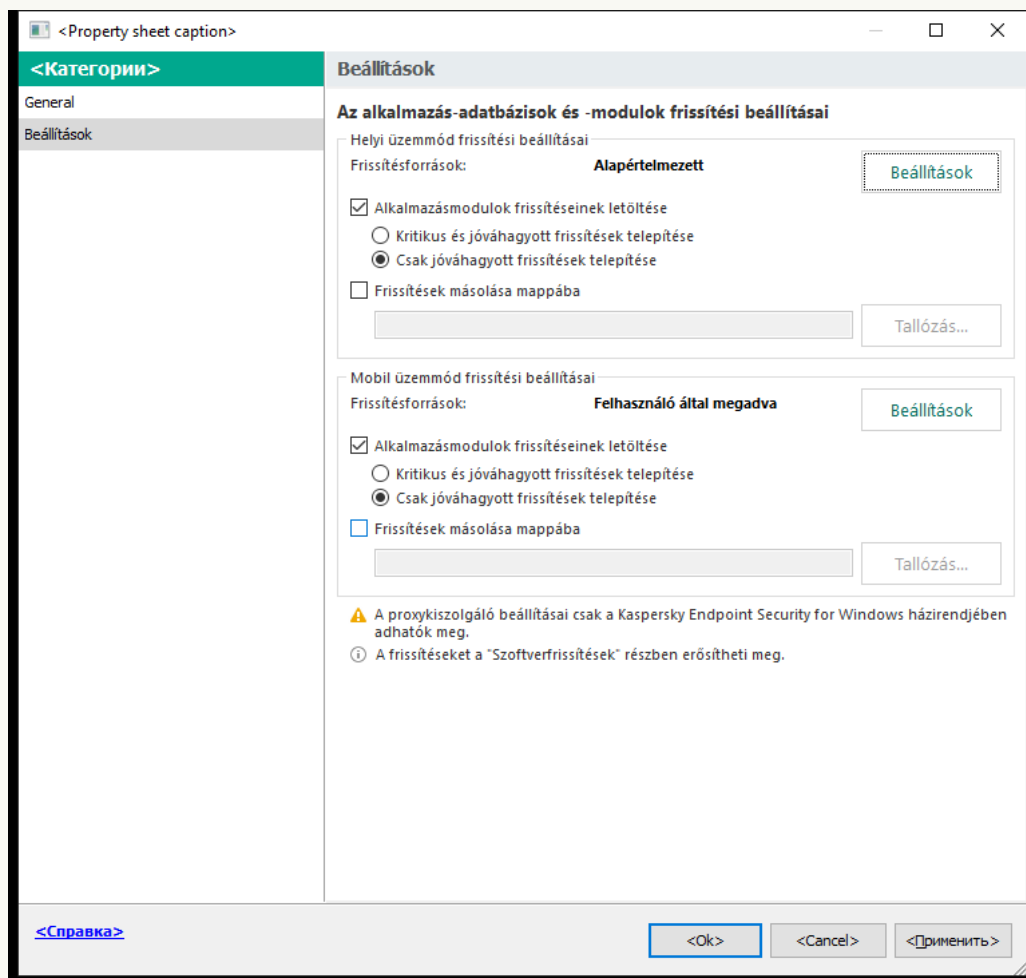 <Property sheet caption>
<Категории>
General
Beállítások
Beállítások
Az alkalmazás-adatbázisok és -modulok frissítési beállításai
Helyi üzemmód frissítési beállításai
Frissítésforrások: Alapértelmezett Beállítások
Alkalmazásmodulok frissítéseinek letöltése
Kritikus és jóváhagyott frissítések telepítése
Csak jóváhagyott frissítések telepítése
Frissítések másolása mappába
Tallózás...
Mobil üzemmód frissítési beállításai
Frissítésforrások: Felhasználó által megadva Beállítások
Alkalmazásmodulok frissítéseinek letöltése
Kritikus és jóváhagyott frissítések telepítése
Csak jóváhagyott frissítések telepítése
Frissítések másolása mappába
Tallózás...
A proxykiszolgáló beállításai csak a Kaspersky Endpoint Security for Windows házirendjében
adhatók meg.
A frissítéseket a "Szoftverfrissítések" részben erősítheti meg.
<Справка>
<Ok> <Cancel> <Применить>